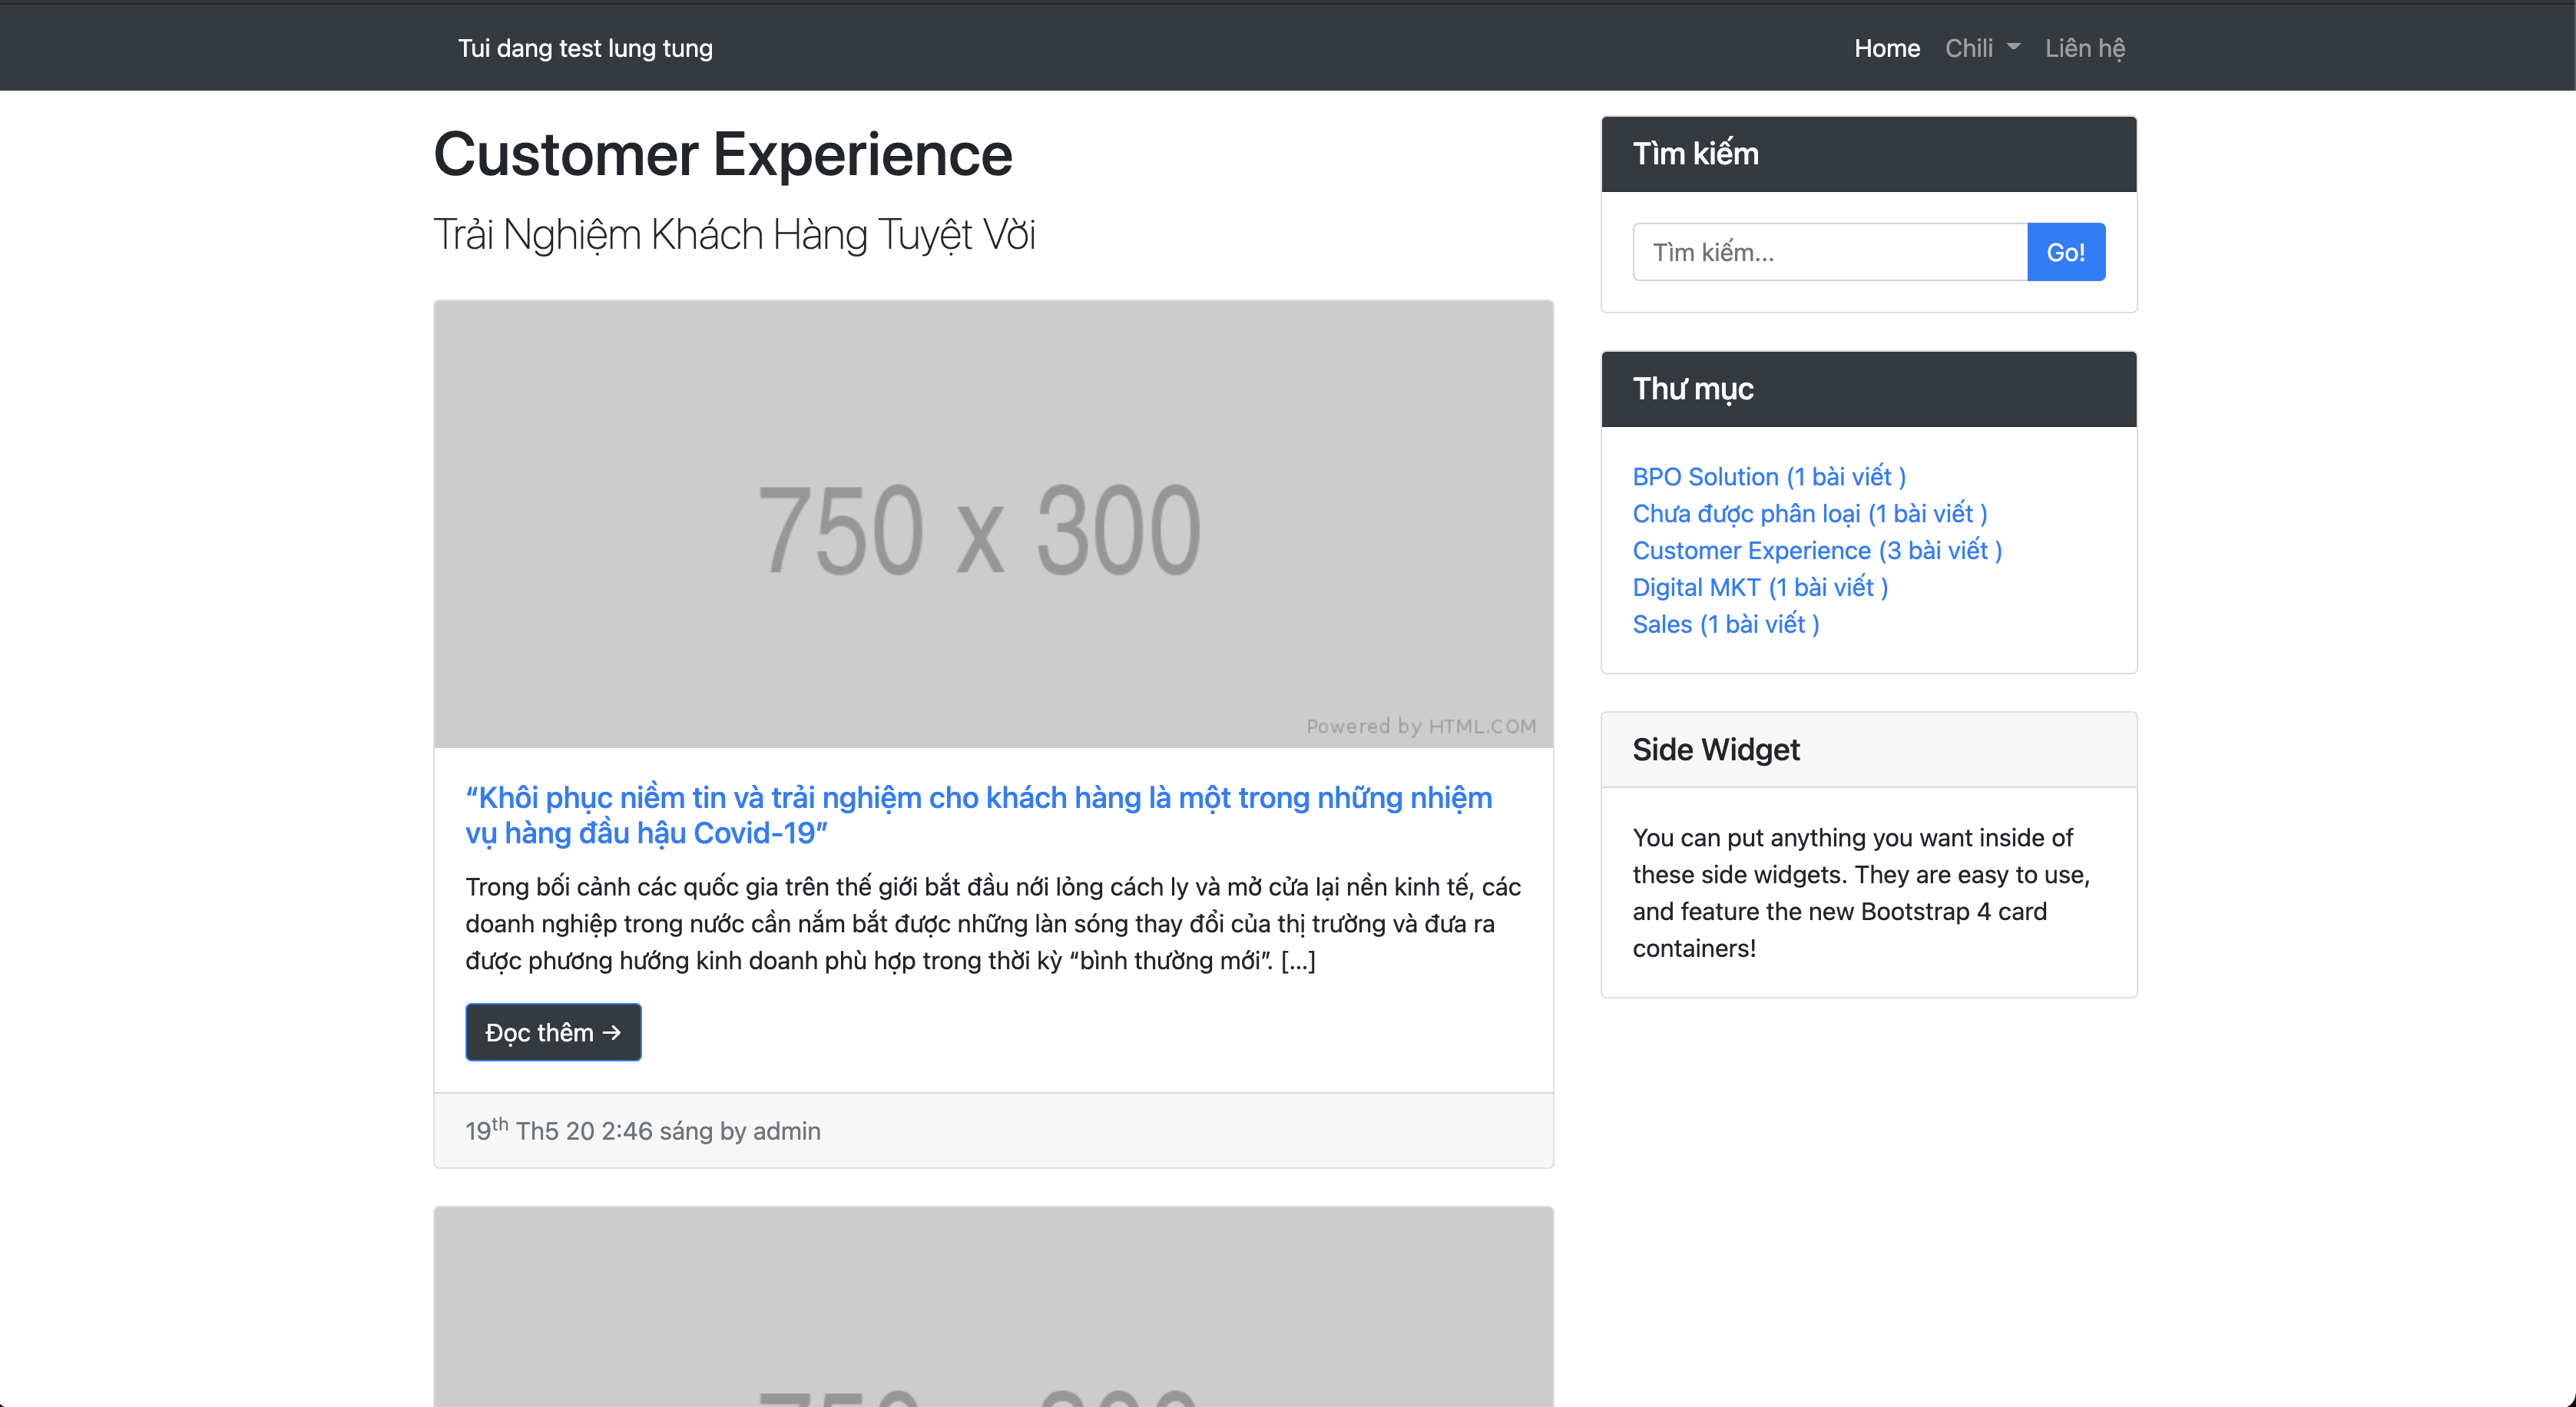 Tui dang test lung tung
Home Chili Liên hệ
Customer Experience
Trải Nghiệm Khách Hàng Tuyệt Vời
750 x 300
Powered by HTML.COM
“Khôi phục niềm tin và trải nghiệm cho khách hàng là một trong những nhiệm
vụ hàng đầu hậu Covid-19”
Trong bối cảnh các quốc gia trên thế giới bắt đầu nới lỏng cách ly và mở cửa lại nền kinh tế, các
doanh nghiệp trong nước cần nắm bắt được những làn sóng thay đổi của thị trường và đưa ra
được phương hướng kinh doanh phù hợp trong thời kỳ “bình thường mới”. [...]
Đọc thêm →
19th Th5 20 2:46 sáng by admin
750 x 300
Tìm kiếm
Tìm kiếm...
Go!
Thư mục
BPO Solution (1 bài viết )
Chưa được phân loại (1 bài viết )
Customer Experience (3 bài viết )
Digital MKT (1 bài viết )
Sales (1 bài viết )
Side Widget
You can put anything you want inside of
these side widgets. They are easy to use,
and feature the new Bootstrap 4 card
containers!